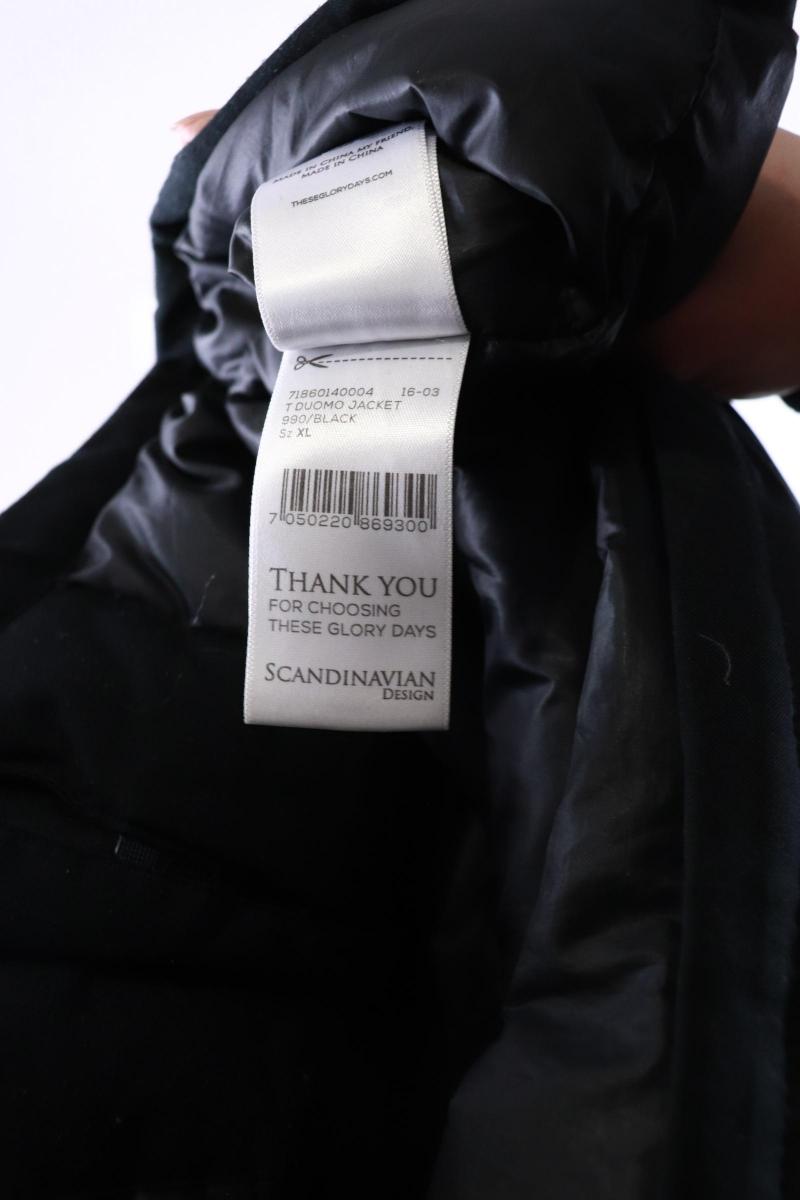 MADE IN CHINA MY FRIEND,
MADE IN CHINA
THESEGLORYDAYS.COM
71860140004 16-03
T DUOMO JACKET
990/BLACK
Sz XL
7 050220 869300
THANK YOU
FOR CHOOSING
THESE GLORY DAYS
SCANDINAVIAN
DESIGN